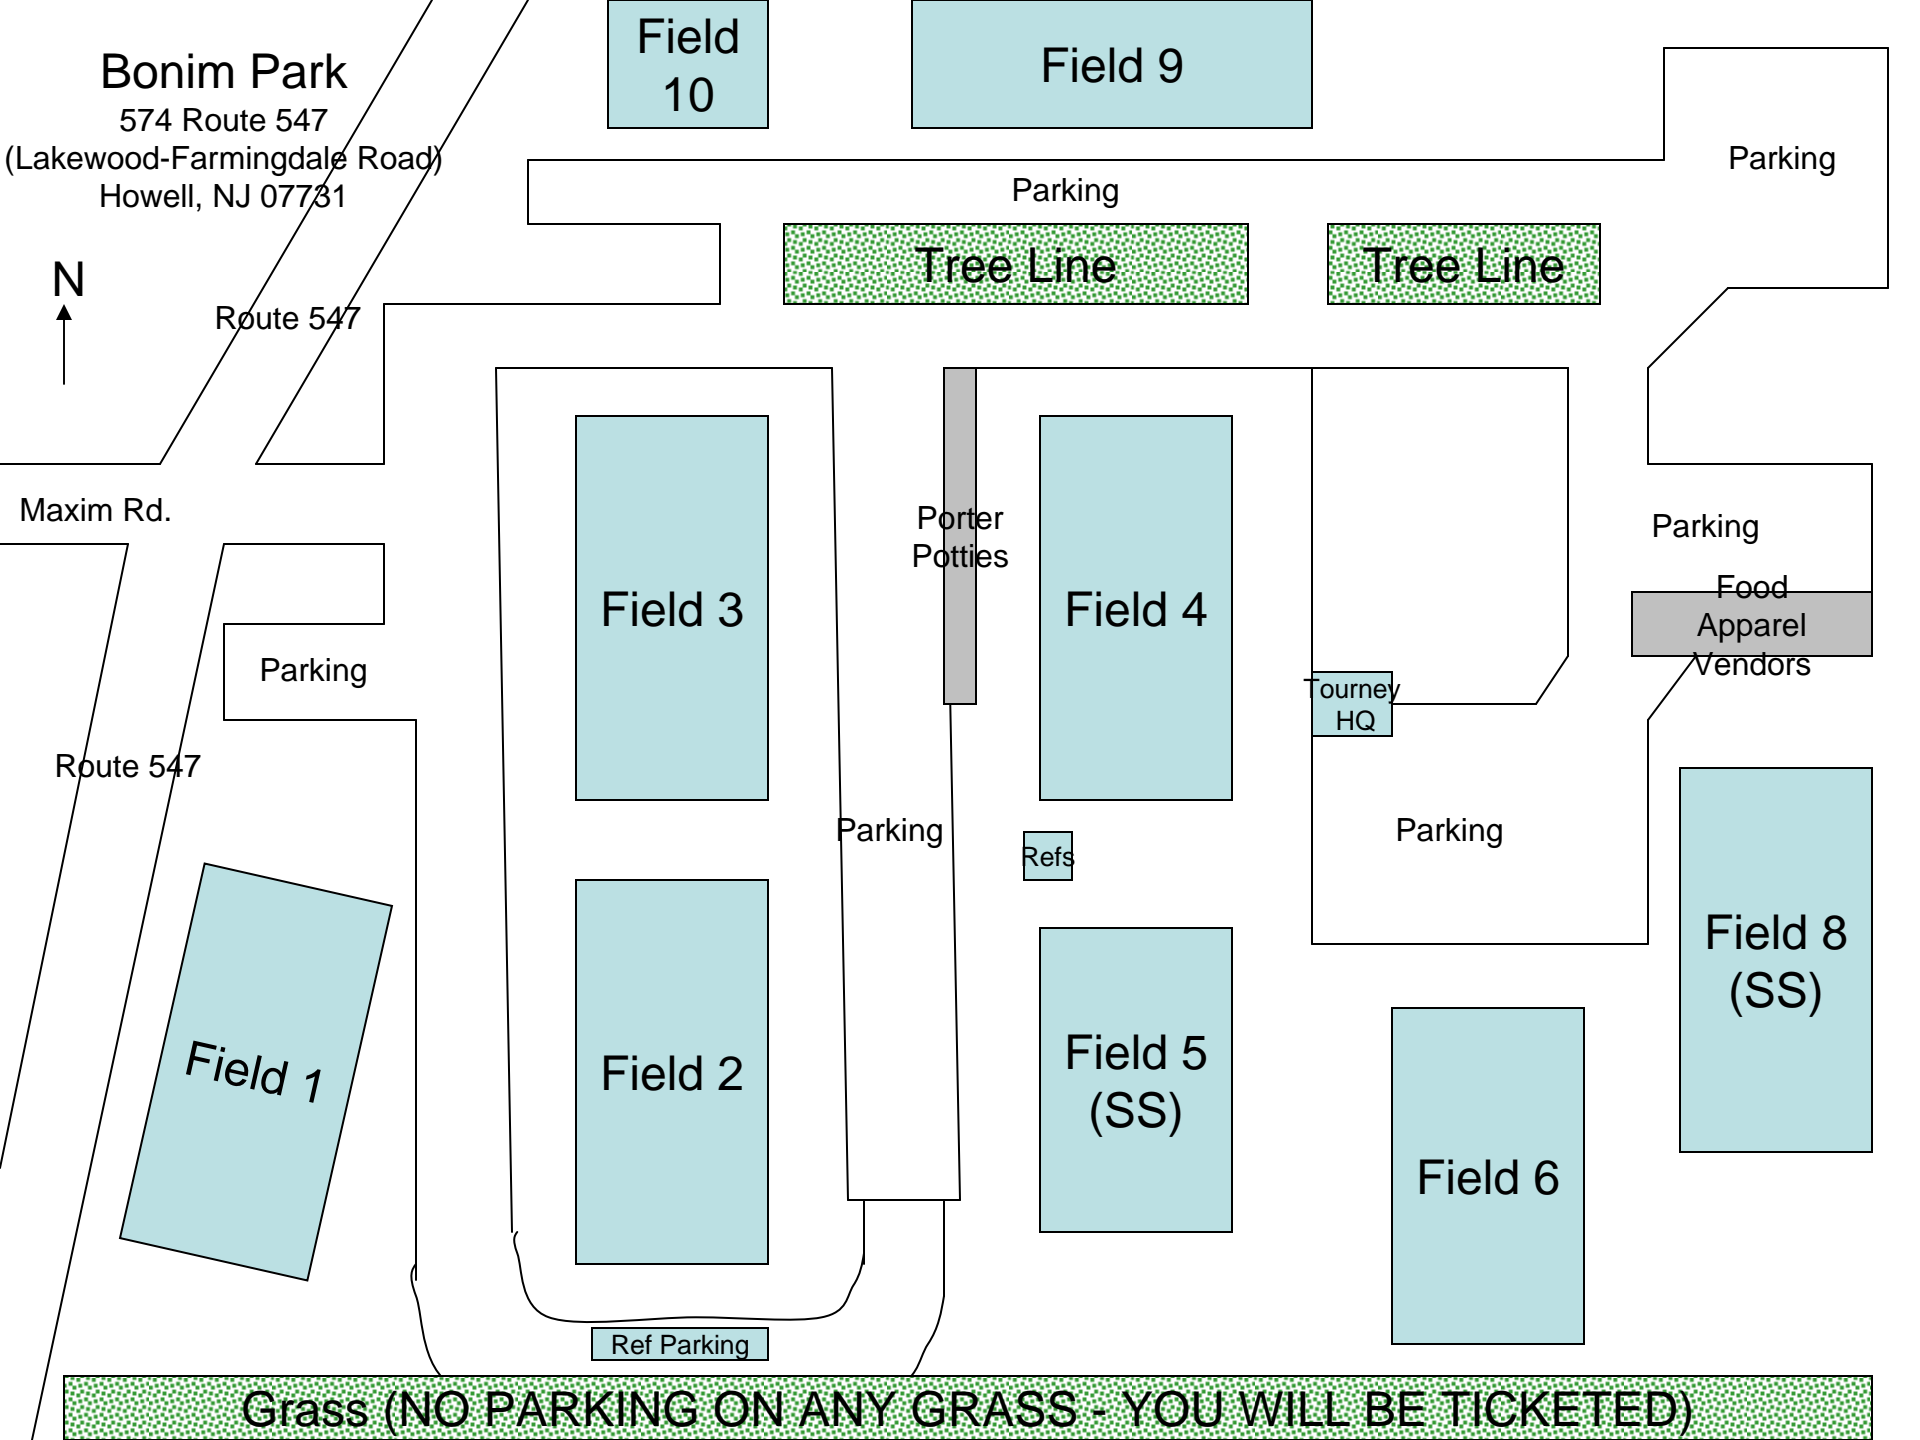 Bonim Park
574 Route 547
(Lakewood-Farmingdale Road)
Howell, NJ 07731
Field
10
Field 9
Parking
Parking
Tree Line
Tree Line
N
Route 547
Maxim Rd.
Porter
Potties
Parking
Field 3
Field 4
Food
Apparel
Vendors
Parking
Tourney
HQ
Route 547
Parking
Parking
Refs
Field 1
Field 2
Field 5
(SS)
Field 8
(SS)
Field 6
Ref Parking
Grass (NO PARKING ON ANY GRASS - YOU WILL BE TICKETED)